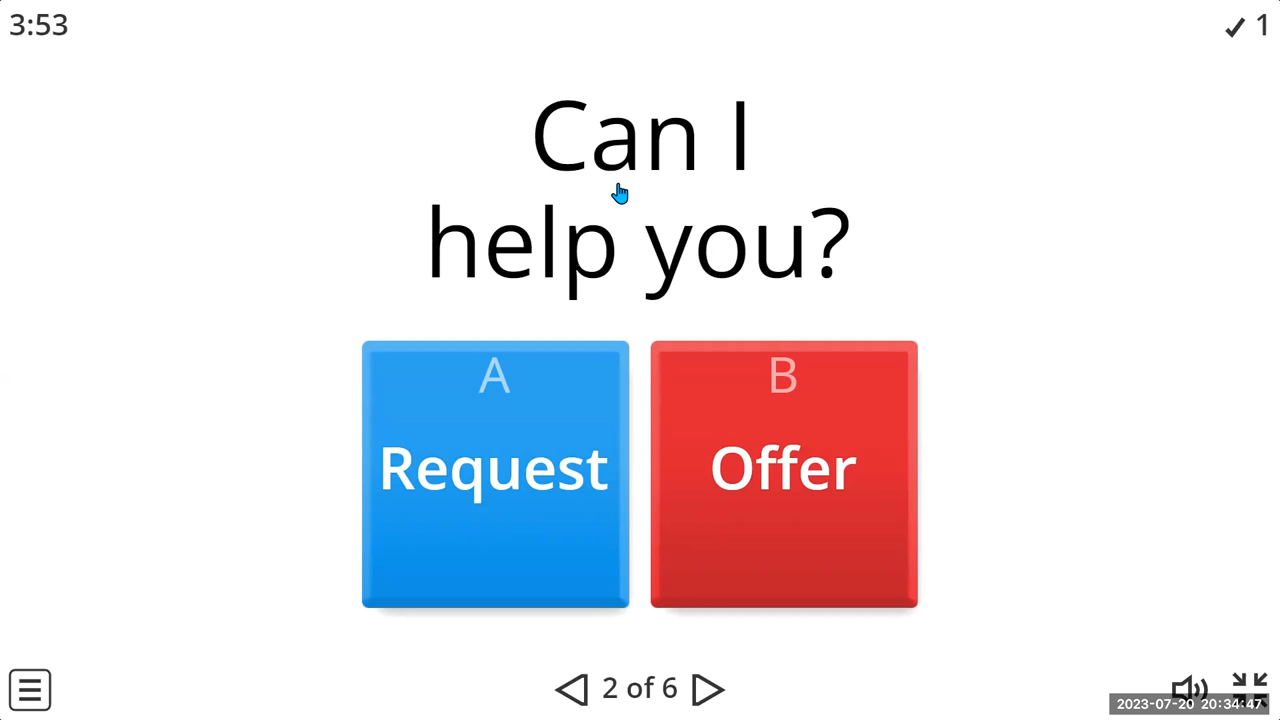 3:53
✓ 1
Can I
help you?
A
Request
B
Offer
2 of 6
2023-07-20 20:34:47